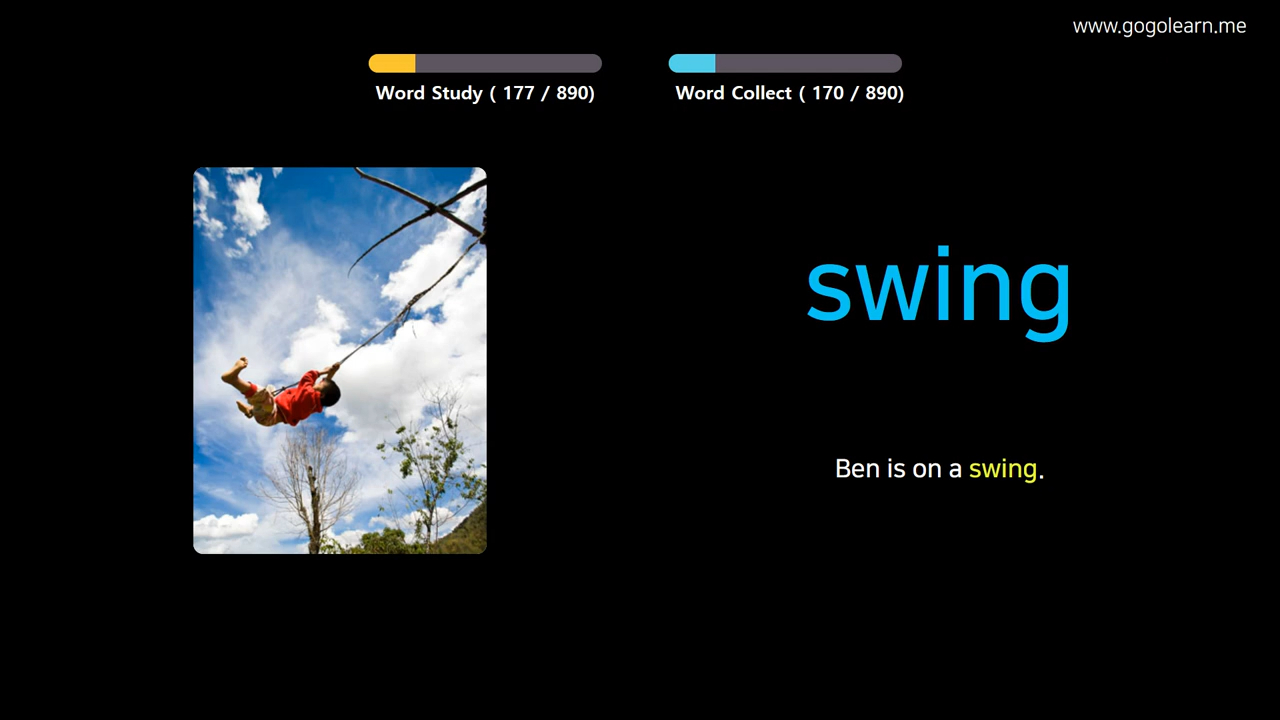 www.gogolearn.me
Word Study ( 177 / 890)
Word Collect ( 170 / 890)
swing
Ben is on a swing.